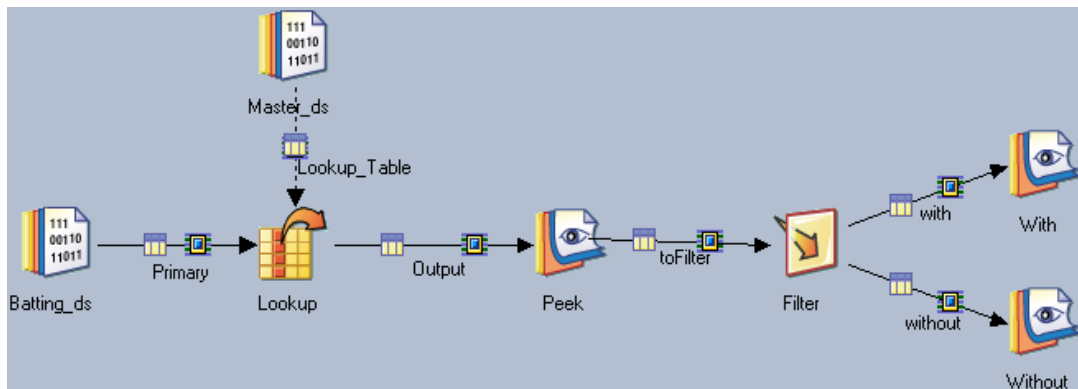 111
00110
11011
Master_ds
Lookup_Table
111
00110
11011
Primary
Output
toFilter
with
With
Batting_ds
Lookup
Peek
Filter
without
Without